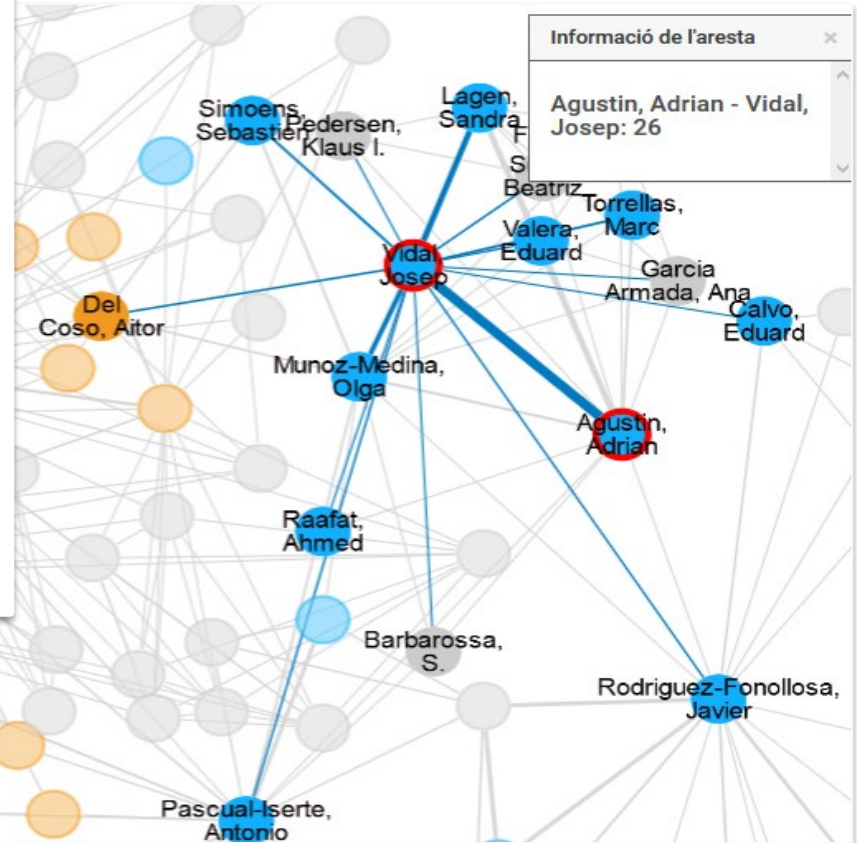 Informació de l'aresta
×
Agustin, Adrian - Vidal,
Josep: 26
Simoens,
Sebastien
Pedersen,
Klaus I.
Lagen,
Sandra
F
S
Beatriz
Torrellas,
Marc
Valera,
Eduard
Vidal,
Josep
Garcia
Armada, Ana
Calvo,
Eduard
Del
Coso, Aitor
Munoz-Medina,
Olga
Agustin,
Adrian
Raafat,
Ahmed
Barbarossa,
S.
Rodriguez-Fonollosa,
Javier
Pascual-Iserte,
Antonio